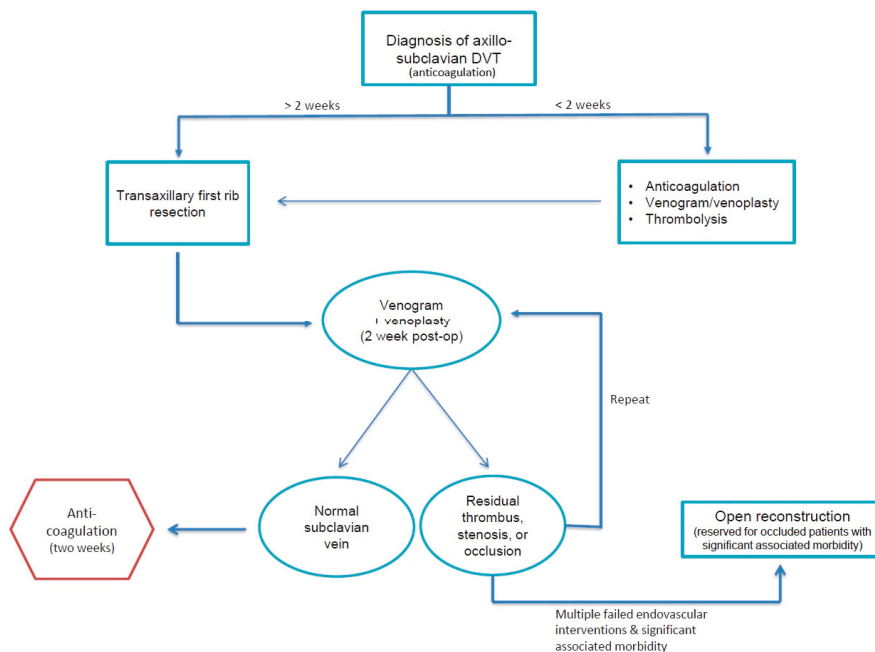 Diagnosis of axillo-
subclavian DVT
(anticoagulation)
> 2 weeks
< 2 weeks
Transaxillary first rib
resection
• Anticoagulation
• Venogram/venoplasty
• Thrombolysis
Venogram
venoplasty
(2 week post-op)
Repeat
Anti-
coagulation
(two weeks)
Normal
subclavian
vein
Residual
thrombus,
stenosis, or
occlusion
Open reconstruction
(reserved for occluded patients with
significant associated morbidity)
Multiple failed endovascular
interventions & significant
associated morbidity